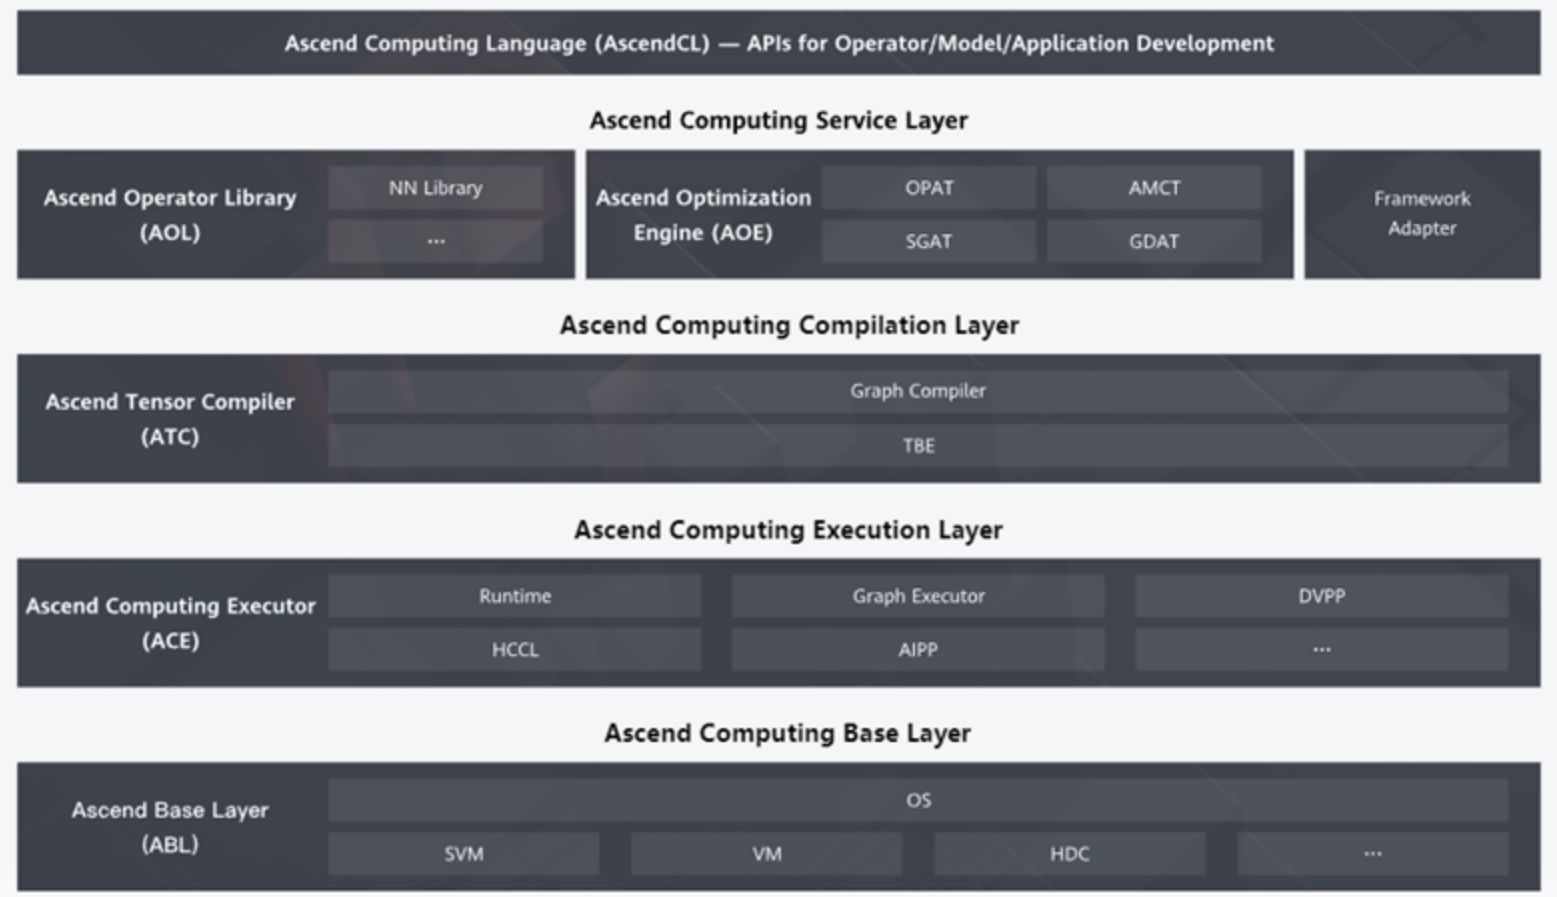 Ascend Computing Language (AscendCL) — APIs for Operator/Model/Application Development
Ascend Computing Service Layer
Ascend Operator Library
(AOL)
NN Library
...
Ascend Optimization
Engine (AOE)
OPAT
AMCT
SGAT
GDAT
Framework
Adapter
Ascend Computing Compilation Layer
Ascend Tensor Compiler
(ATC)
Graph Compiler
TBE
Ascend Computing Execution Layer
Ascend Computing Executor
(ACE)
Runtime
Graph Executor
DVPP
HCCL
AIPP
...
Ascend Computing Base Layer
Ascend Base Layer
(ABL)
OS
SVM
VM
HDC
...